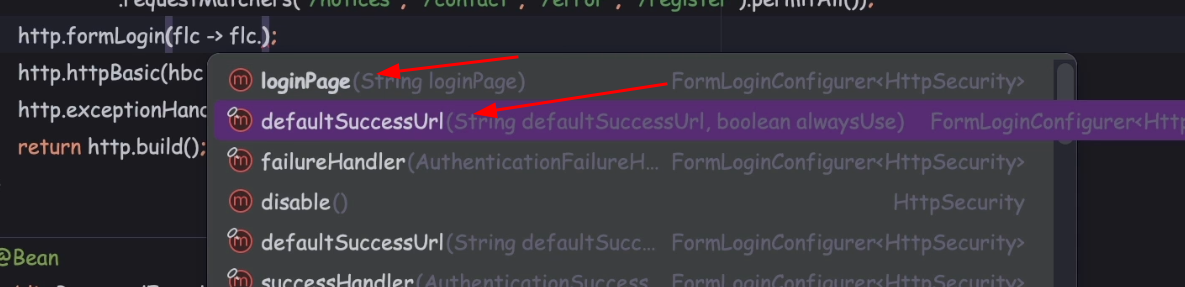 .requestMatchers("/notices", "/contact", "/error", "/register").permitAll());
http.formLogin(flc -> flc.);
http.httpBasic(hbc
http.exceptionHand
return http.build();
loginPage(String loginPage) FormLoginConfigurer<HttpSecurity>
defaultSuccessUrl(String defaultSuccessUrl, boolean alwaysUse) FormLoginConfigurer<Htt
failureHandler(AuthenticationFailureH... FormLoginConfigurer<HttpSecurity>
disable() HttpSecurity
defaultSuccessUrl(String defaultSucc... FormLoginConfigurer<HttpSecurity>
successHandler(AuthenticationSuccess... FormLoginConfigurer<HttpSecurity>
@Bean